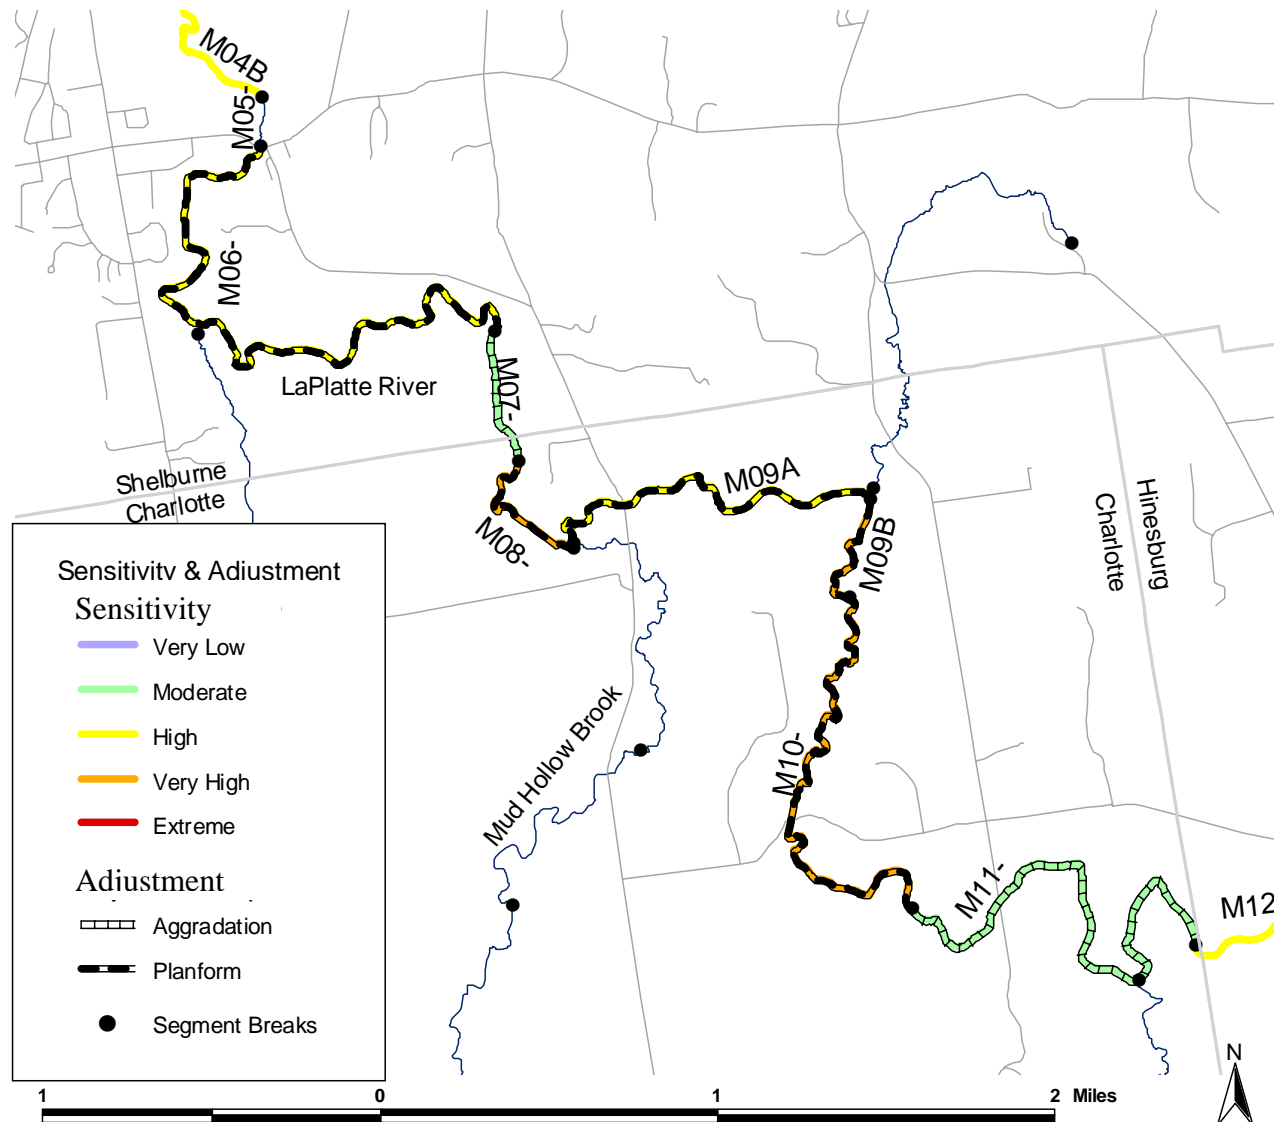 M04B
M05-
M06-
LaPlatte River
M07-
Shelburne
Charlotte
M08-
M09A
M09B
Hinesburg
Charlotte
Mud Hollow Brook
M10-
M11-
M12
Sensitivity & Adjustment
Sensitivity
Very Low
Moderate
High
Very High
Extreme
Adjustment
Aggradation
Planform
Segment Breaks
N
1 0 1 2 Miles